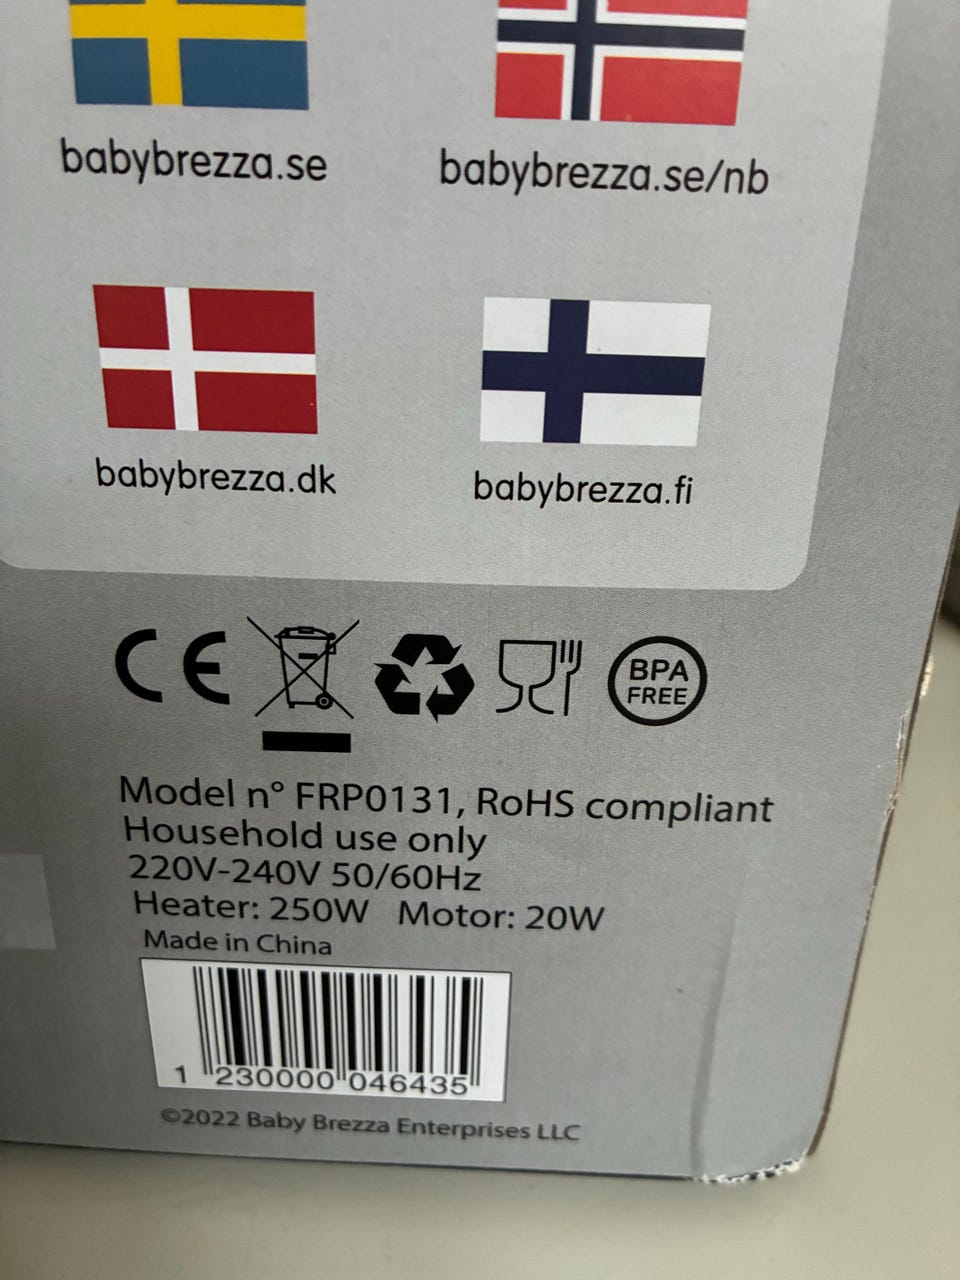 babybrezza.se
babybrezza.se/nb
babybrezza.dk
babybrezza.fi
CE
BPA
FREE
Model n° FRP0131, RoHS compliant
Household use only
220V-240V 50/60Hz
Heater: 250W Motor: 20W
Made in China
1 230000 046435
©2022 Baby Brezza Enterprises LLC